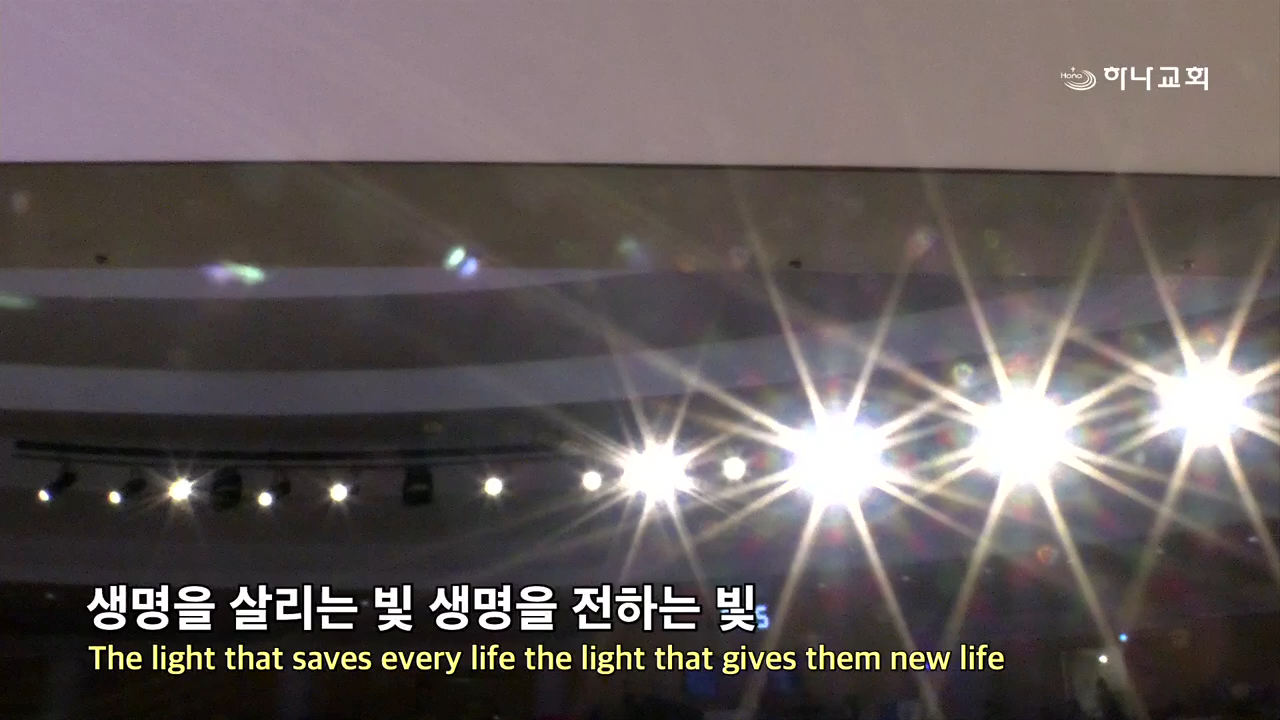 Hana 하나교회
생명을 살리는 빛 생명을 전하는 빛
The light that saves every life the light that gives them new life